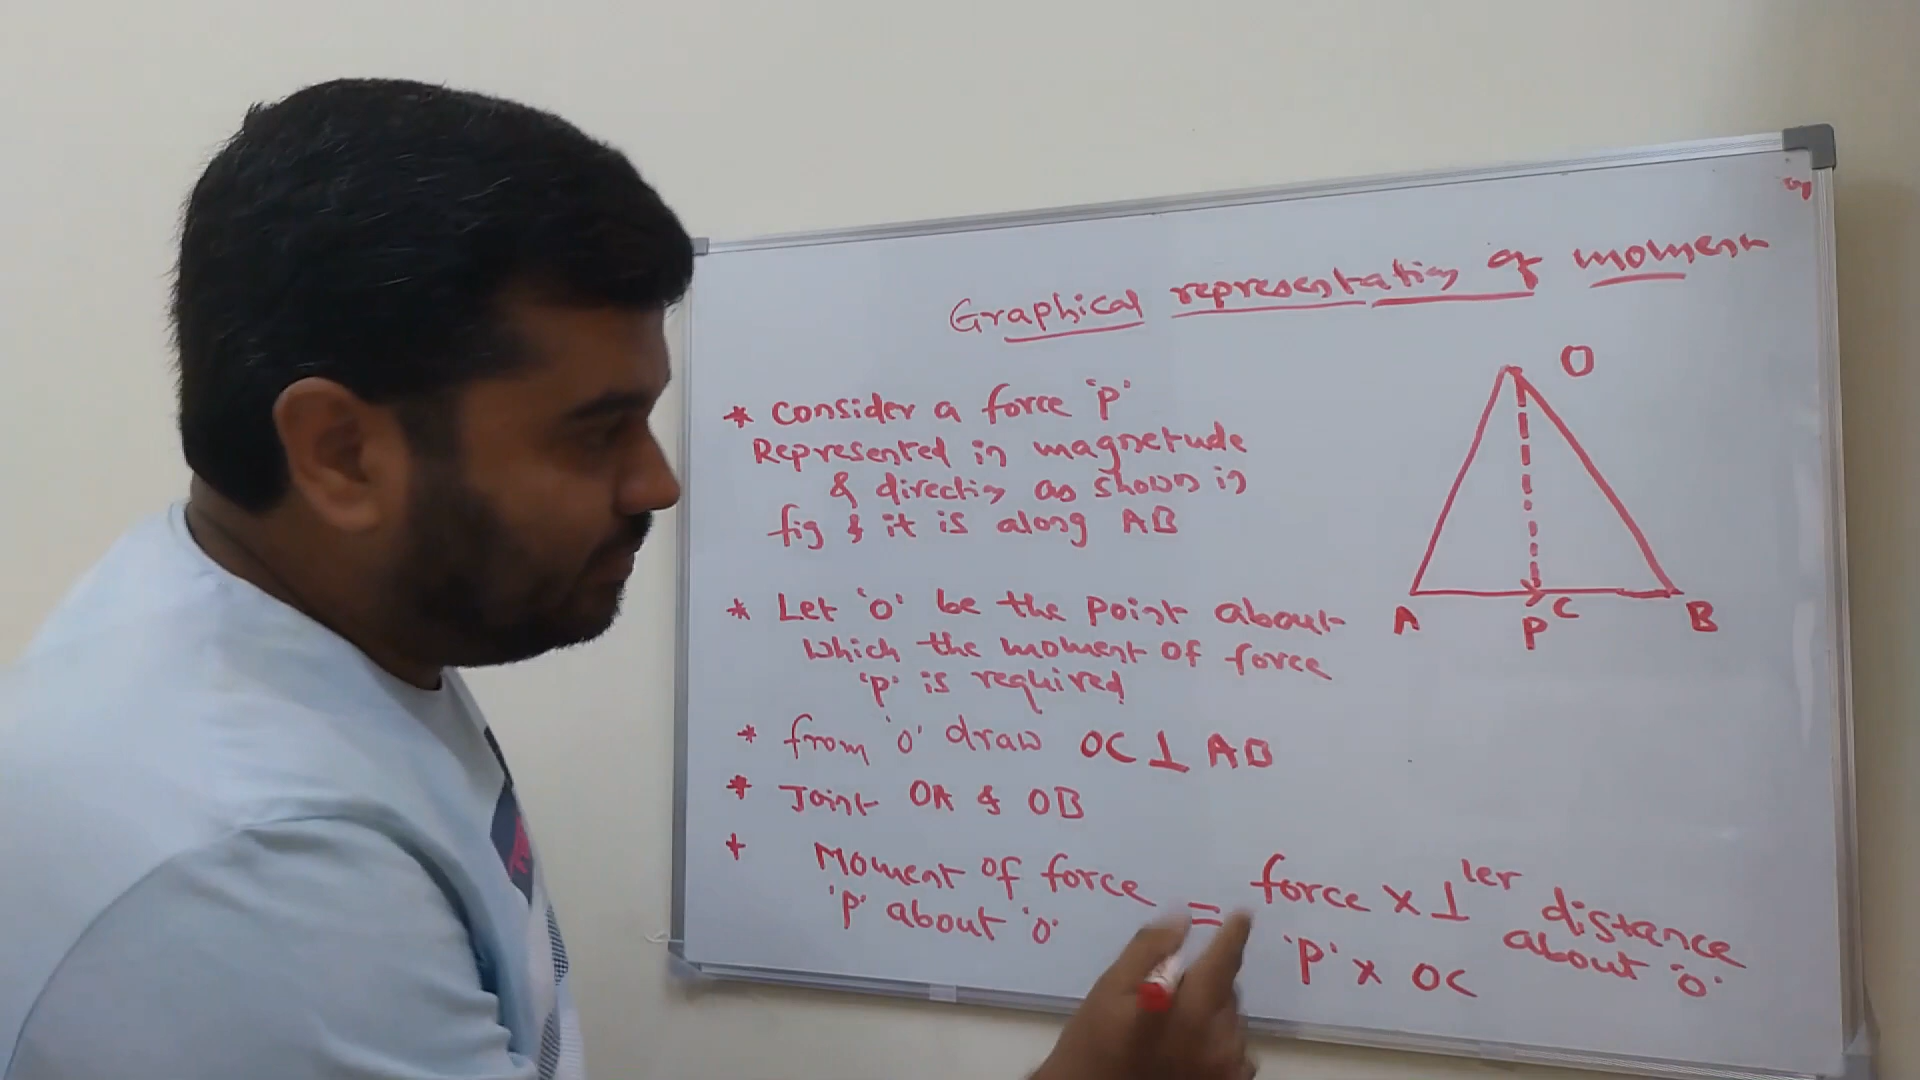 Graphical representation of moment
* Consider a force 'P'
Represented in magnetude
& direction as shown in
fig & it is along AB
O
A
P
C
B
* Let 'O' be the point about
which the moment of force
'P' is required
* from 'O' draw OC ⊥ AB
* Joint OA & OB
+ Moment of force
'P' about 'O'
= force x ⊥ler distance
about 'O'
'P' x OC